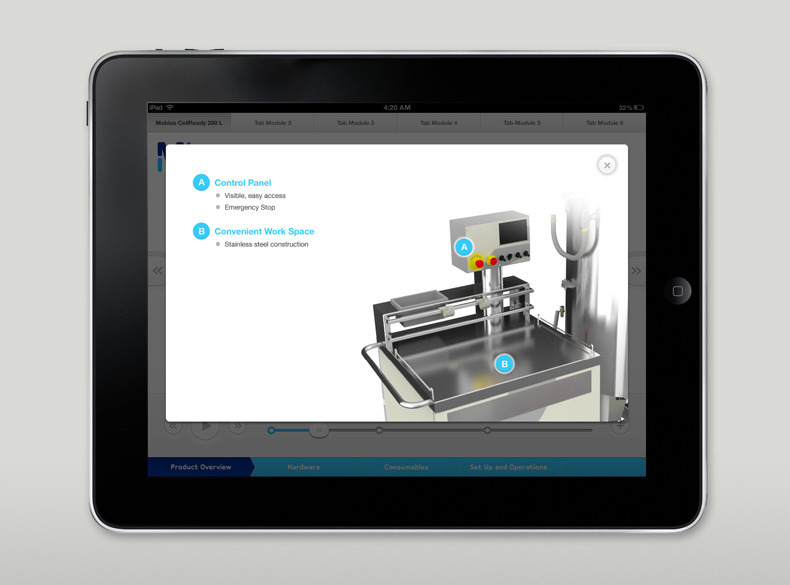 iPad
4:20 AM
32%
Mobius CellReady 200 L
Tab Module 2
Tab Module 3
Tab Module 4
Tab Module 5
Tab Module 6
A
Control Panel
Visible, easy access
Emergency Stop
B
Convenient Work Space
Stainless steel construction
A
B
Product Overview
Hardware
Consumables
Set Up and Operations